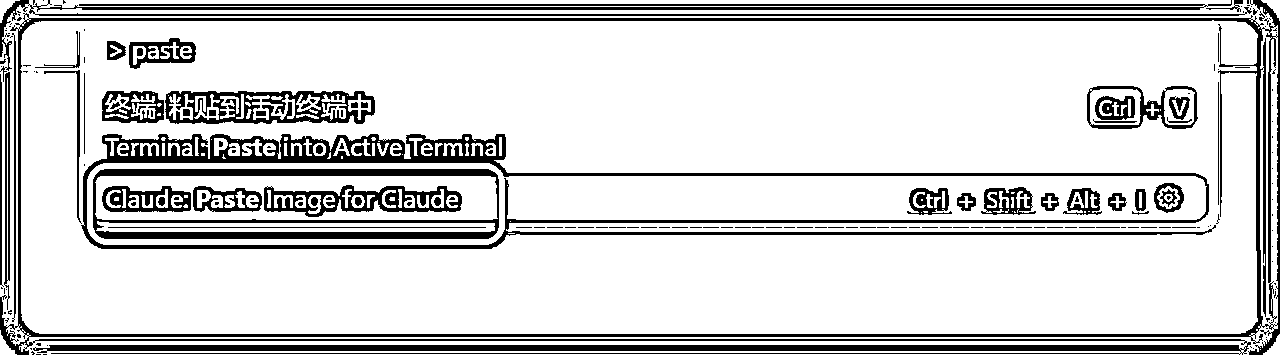 > paste
终端: 粘贴到活动终端中 Ctrl + V
Terminal: Paste into Active Terminal
Claude: Paste Image for Claude Ctrl + Shift + Alt + I